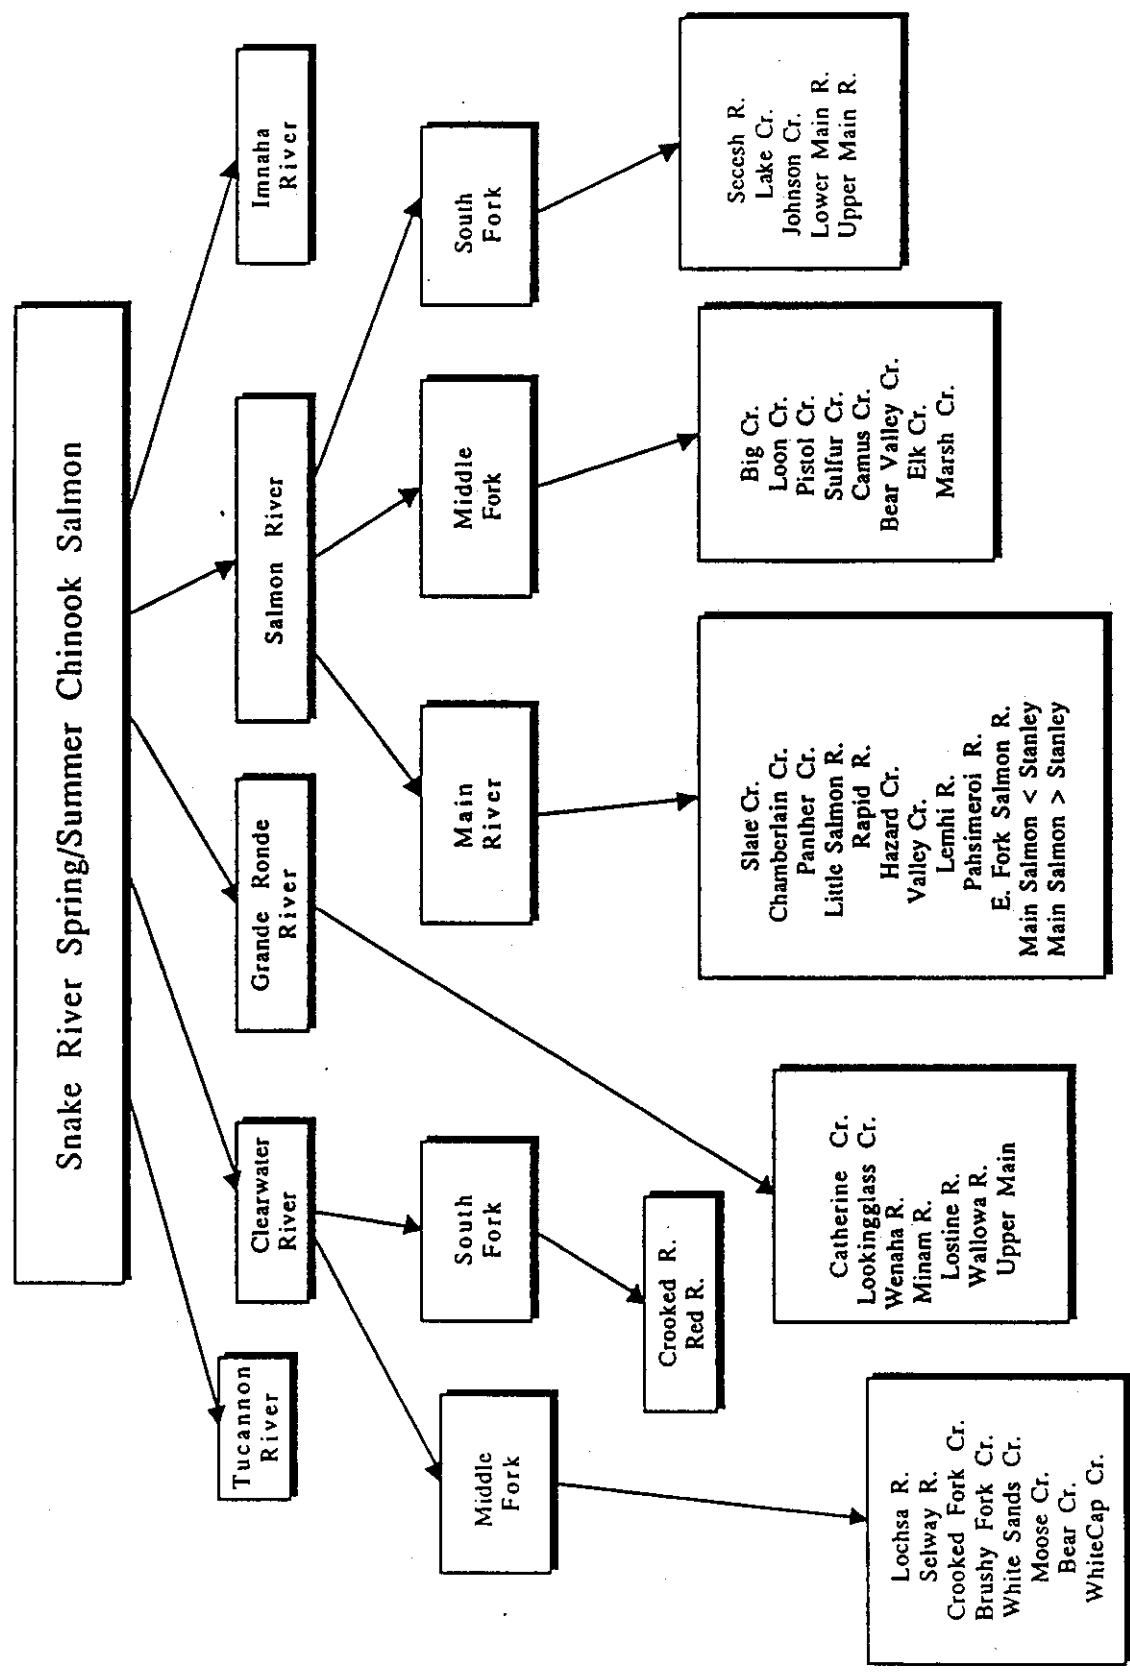 Snake River Spring/Summer Chinook Salmon
Tucannon
River
Clearwater
River
Grande Ronde
River
Salmon River
Imnaha
River
Middle
Fork
South
Fork
Main
River
Middle
Fork
South
Fork
Lochsa R.
Selway R.
Crooked Fork Cr.
Brushy Fork Cr.
White Sands Cr.
Moose Cr.
Bear Cr.
WhiteCap Cr.
Crooked R.
Red R.
Catherine Cr.
Lookingglass Cr.
Wenaha R.
Minam R.
Lostine R.
Wallowa R.
Upper Main
Slate Cr.
Chamberlain Cr.
Panther Cr.
Little Salmon R.
Rapid R.
Hazard Cr.
Valley Cr.
Lemhi R.
Pahsimeroi R.
E. Fork Salmon R.
Main Salmon < Stanley
Main Salmon > Stanley
Big Cr.
Loon Cr.
Pistol Cr.
Sulfur Cr.
Camus Cr.
Bear Valley Cr.
Elk Cr.
Marsh Cr.
Secesh R.
Lake Cr.
Johnson Cr.
Lower Main R.
Upper Main R.